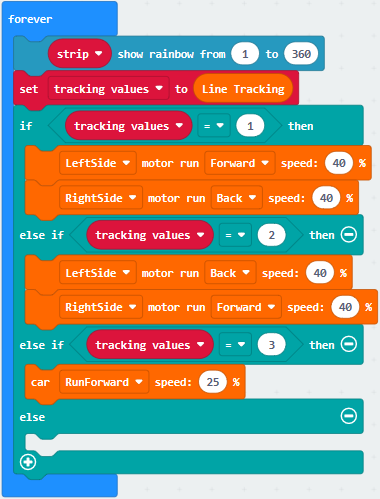 forever
strip show rainbow from 1 to 360
set tracking values to Line Tracking
if tracking values = 1 then
LeftSide motor run Forward speed: 40 %
RightSide motor run Back speed: 40 %
else if tracking values = 2 then
LeftSide motor run Back speed: 40 %
RightSide motor run Forward speed: 40 %
else if tracking values = 3 then
car RunForward speed: 25 %
else